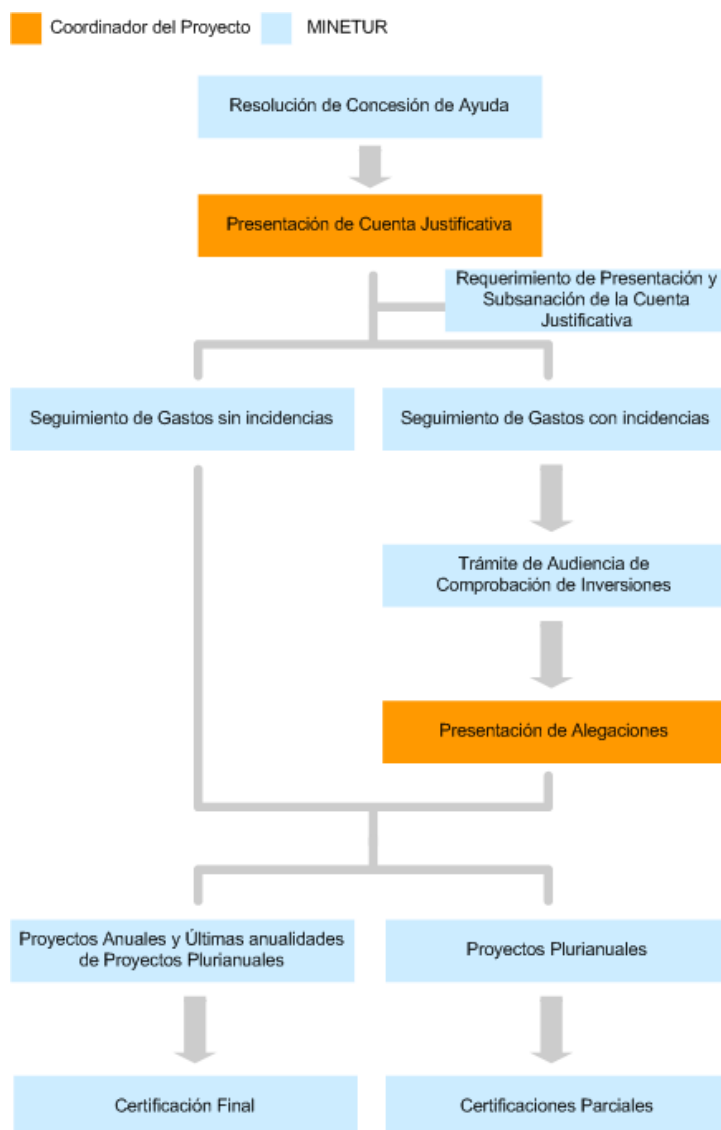 Coordinador del Proyecto MINETUR
Resolución de Concesión de Ayuda
Presentación de Cuenta Justificativa
Requerimiento de Presentación y
Subsanación de la Cuenta
Justificativa
Seguimiento de Gastos sin incidencias
Seguimiento de Gastos con incidencias
Trámite de Audiencia de
Comprobación de Inversiones
Presentación de Alegaciones
Proyectos Anuales y Últimas anualidades
de Proyectos Plurianuales
Proyectos Plurianuales
Certificación Final
Certificaciones Parciales